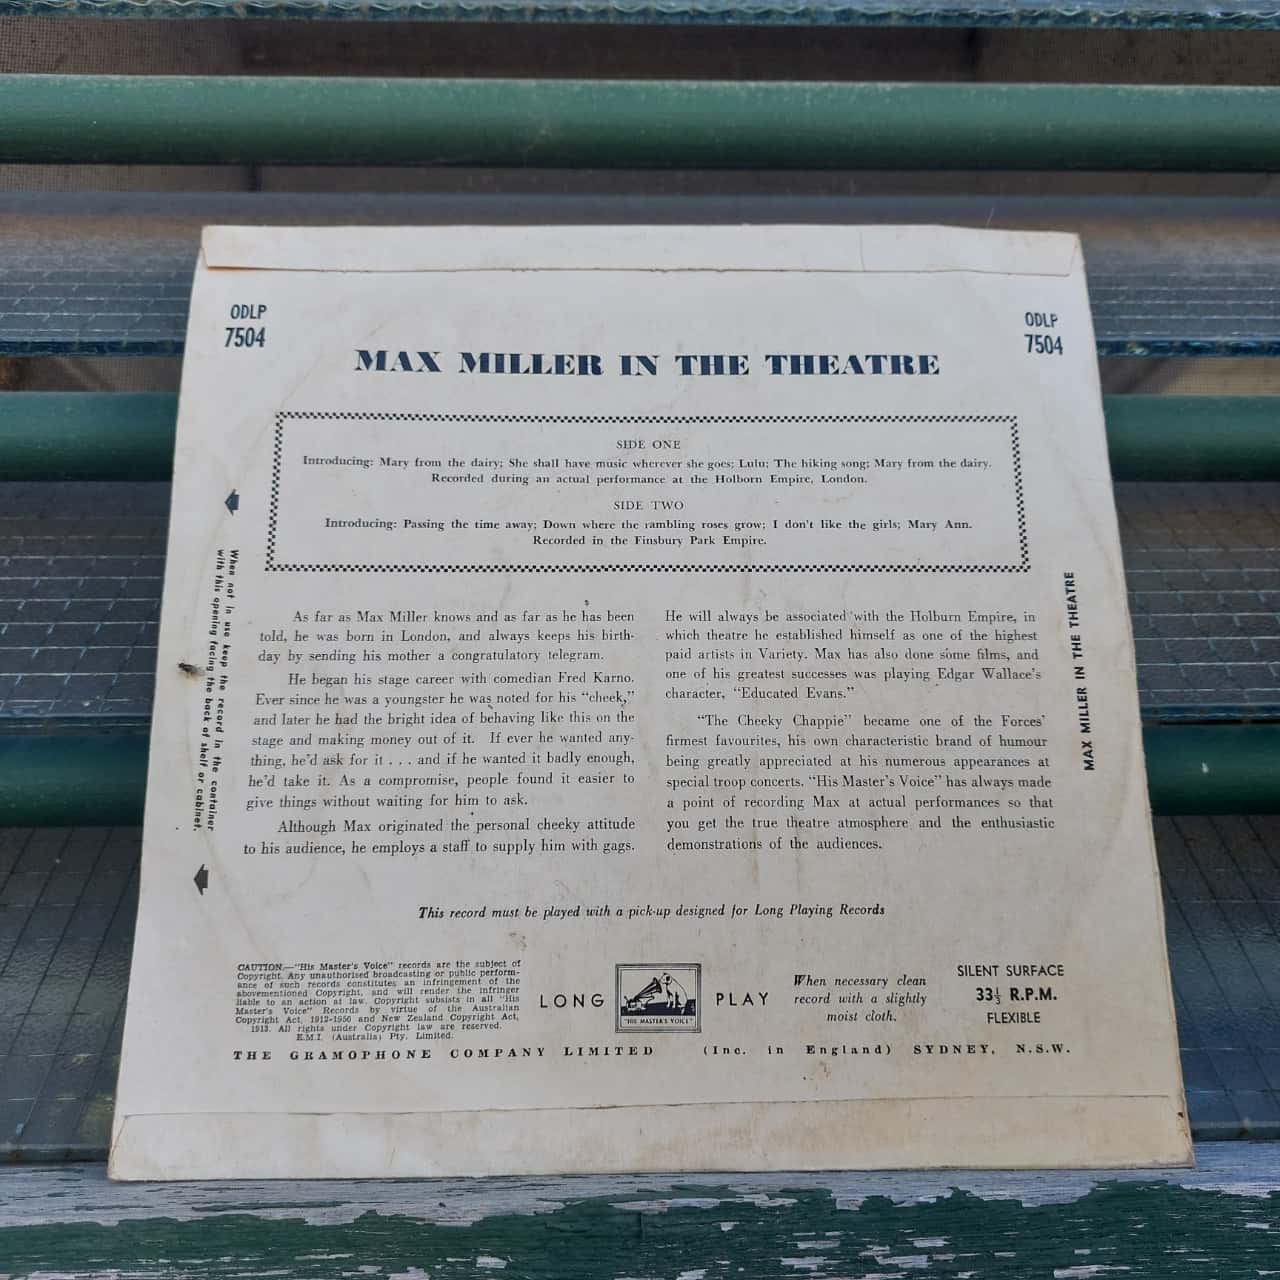 ODLP
7504
ODLP
7504
MAX MILLER IN THE THEATRE
SIDE ONE
Introducing: Mary from the dairy; She shall have music wherever she goes; Lulu; The hiking song; Mary from the dairy.
Recorded during an actual performance at the Holborn Empire, London.
SIDE TWO
Introducing: Passing the time away; Down where the rambling roses grow; I don't like the girls; Mary Ann.
Recorded in the Finsbury Park Empire.
When not in use keep the record in the container
with this opening facing the back of shelf or cabinet.
As far as Max Miller knows and as far as he has been
told, he was born in London, and always keeps his birth-
day by sending his mother a congratulatory telegram.
He began his stage career with comedian Fred Karno.
Ever since he was a youngster he was noted for his "cheek,"
and later he had the bright idea of behaving like this on the
stage and making money out of it. If ever he wanted any-
thing, he'd ask for it . . . and if he wanted it badly enough,
he'd take it. As a compromise, people found it easier to
give things without waiting for him to ask.
Although Max originated the personal cheeky attitude
to his audience, he employs a staff to supply him with gags.
He will always be associated with the Holburn Empire, in
which theatre he established himself as one of the highest
paid artists in Variety. Max has also done some films, and
one of his greatest successes was playing Edgar Wallace's
character, "Educated Evans."
"The Cheeky Chappie" became one of the Forces'
firmest favourites, his own characteristic brand of humour
being greatly appreciated at his numerous appearances at
special troop concerts. "His Master's Voice" has always made
a point of recording Max at actual performances so that
you get the true theatre atmosphere and the enthusiastic
demonstrations of the audiences.
MAX MILLER IN THE THEATRE
This record must be played with a pick-up designed for Long Playing Records
CAUTION.—"His Master's Voice" records are the subject of
Copyright. Any unauthorised broadcasting or public perform-
ance of such records constitutes an infringement of the
abovementioned Copyright, and will render the infringer
liable to an action at law. Copyright subsists in all "His
Master's Voice" Records by virtue of the Australian
Copyright Act, 1912-1950 and New Zealand Copyright Act,
1913. All rights under Copyright law are reserved.
E.M.I. (Australia) Pty. Limited.
LONG
"HIS MASTER'S VOICE"
PLAY
When necessary clean
record with a slightly
moist cloth.
SILENT SURFACE
33⅓ R.P.M.
FLEXIBLE
THE GRAMOPHONE COMPANY LIMITED (Inc. in England) SYDNEY, N.S.W.